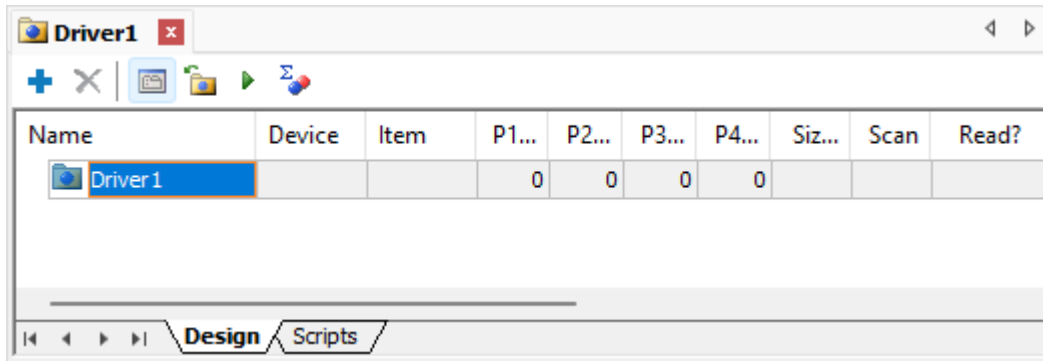 Driver1
Name Device Item P1... P2... P3... P4... Siz... Scan Read?
Driver1 0 0 0 0
Design Scripts